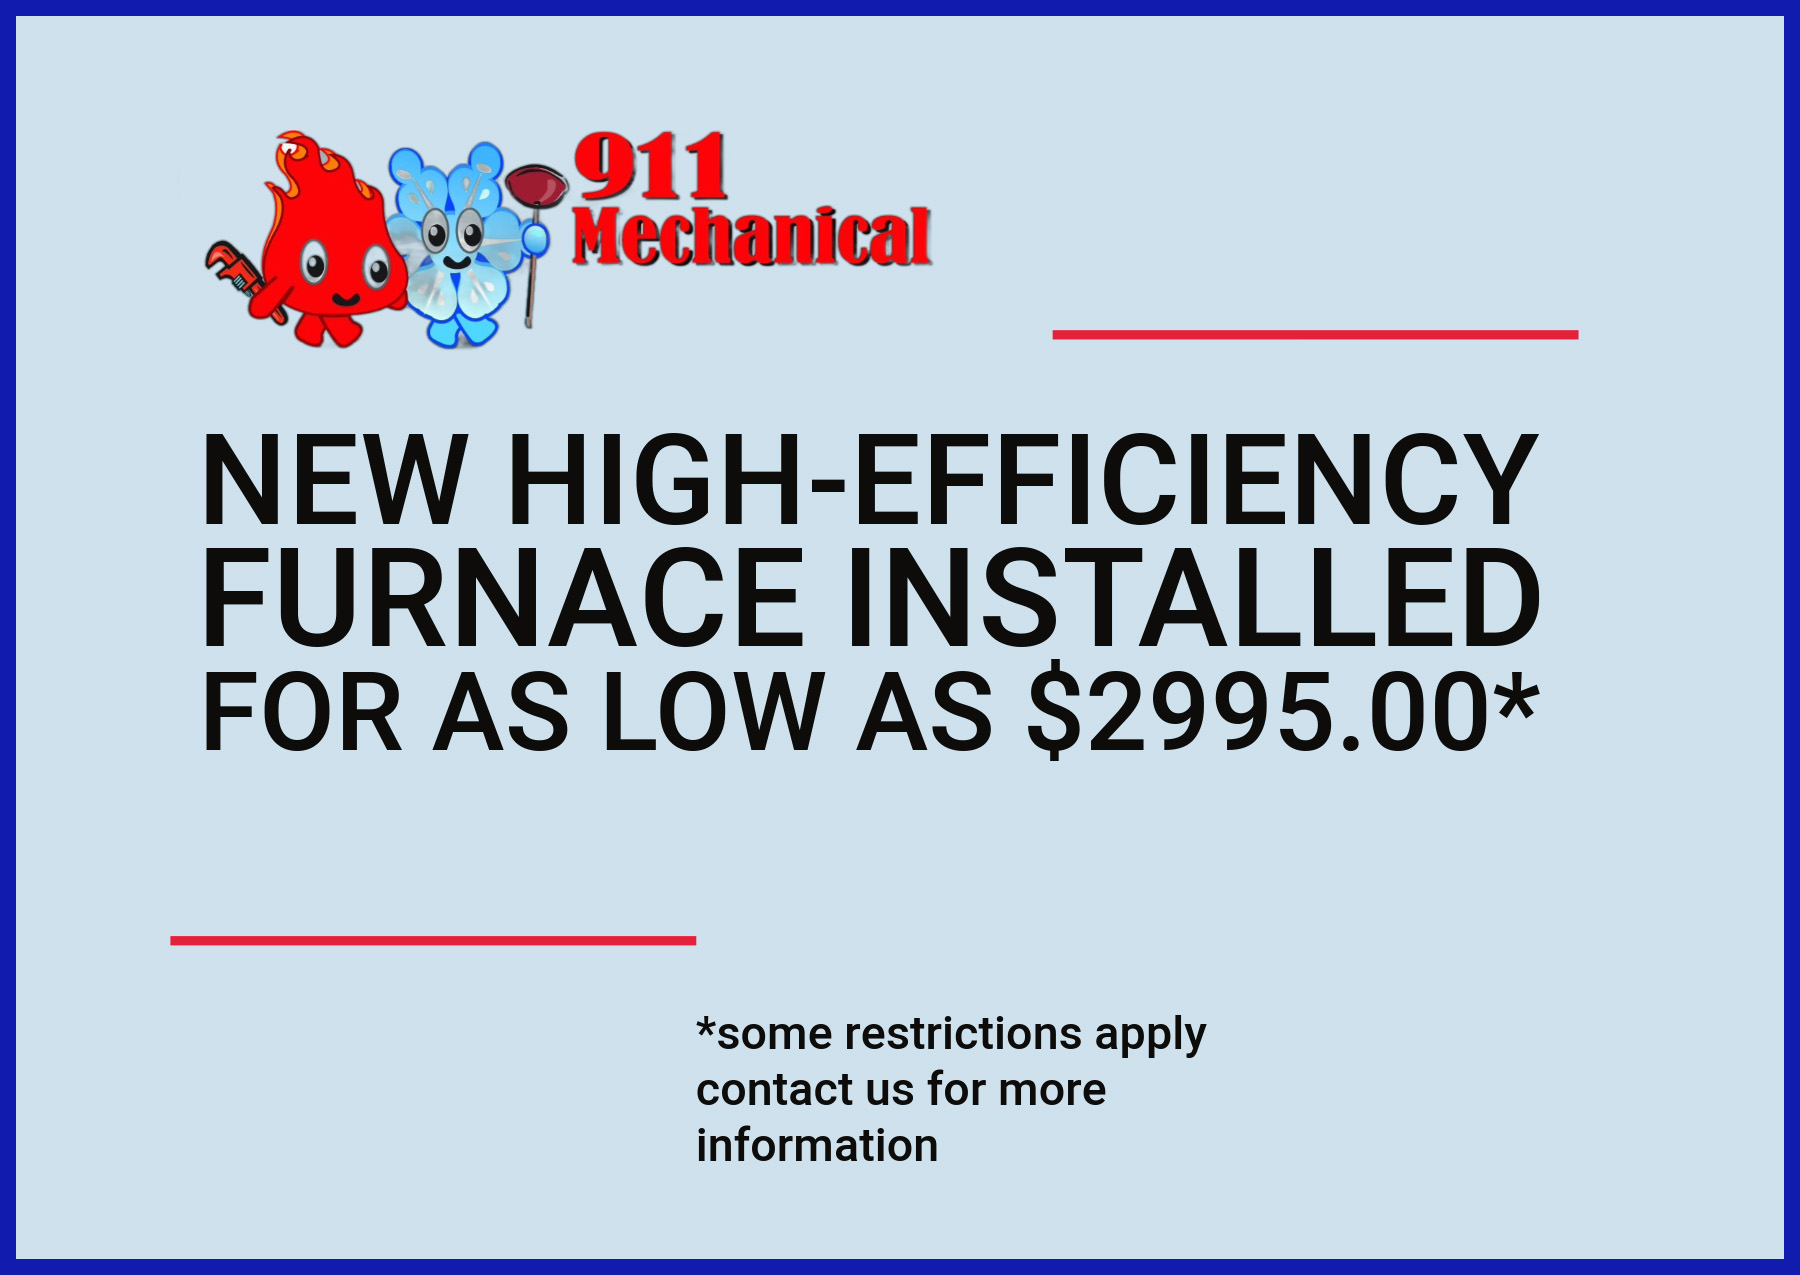 911
Mechanical
NEW HIGH-EFFICIENCY
FURNACE INSTALLED
FOR AS LOW AS $2995.00*
*some restrictions apply
contact us for more
information